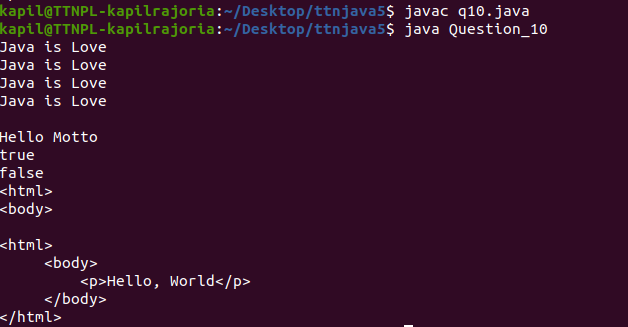 kapil@TTNPL-kapilrajoria:~/Desktop/ttnjava5$ javac q10.java
kapil@TTNPL-kapilrajoria:~/Desktop/ttnjava5$ java Question_10
Java is Love
Java is Love
Java is Love
Java is Love

Hello Motto
true
false
<html>
<body>

<html>
     <body>
         <p>Hello, World</p>
     </body>
</html>